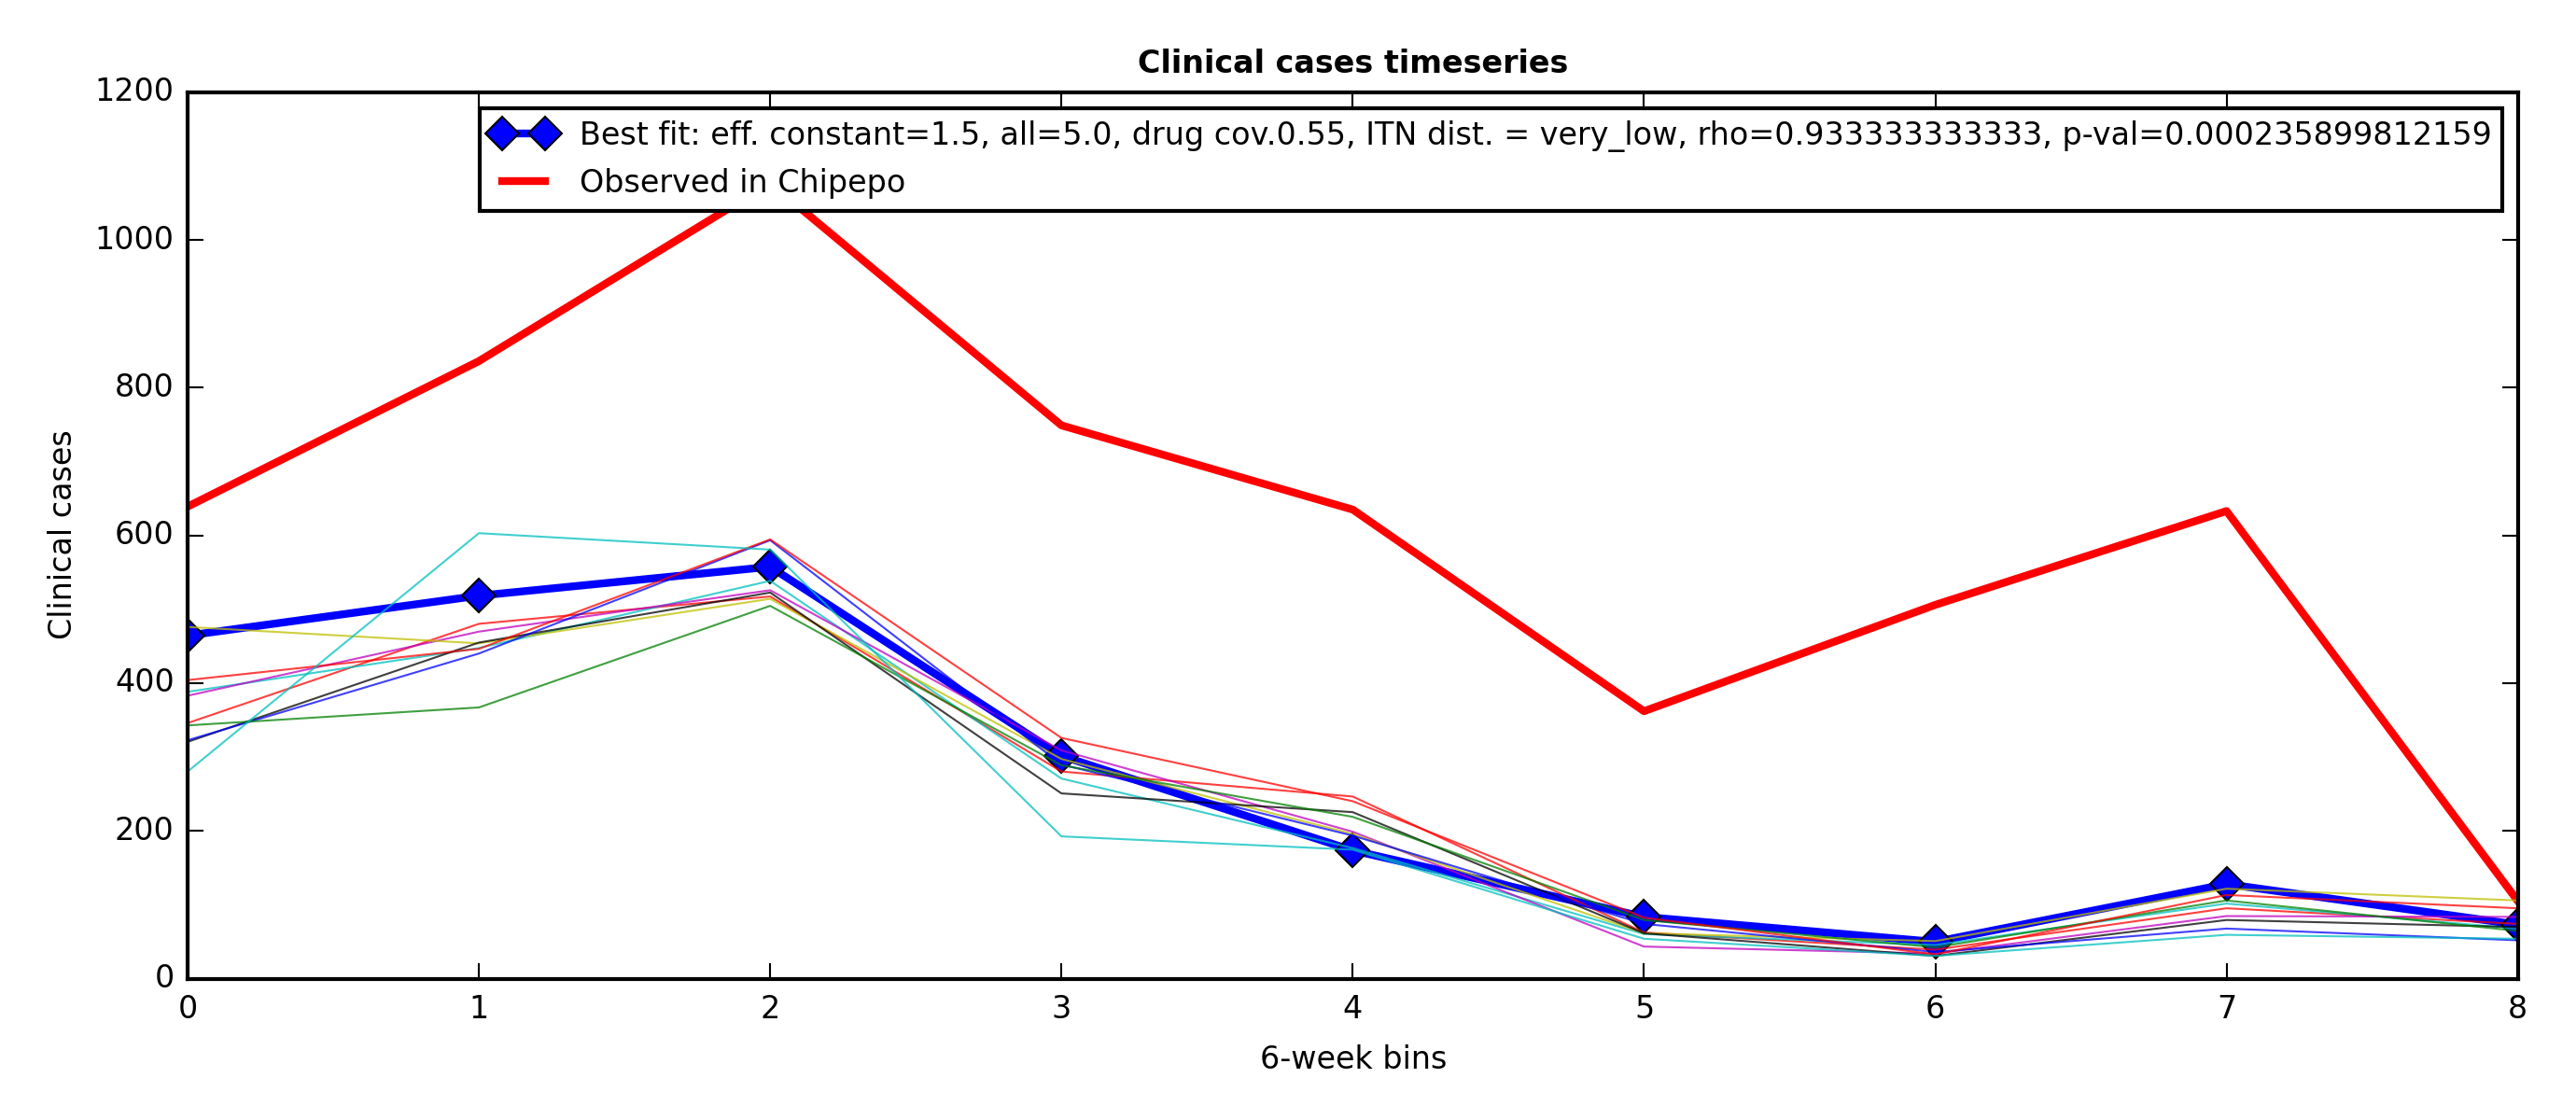 Clinical cases timeseries
Best fit: eff. constant=1.5, all=5.0, drug cov.0.55, ITN dist. = very_low, rho=0.933333333333, p-val=0.000235899812159
Observed in Chipepo
1200
1000
800
600
400
200
0
Clinical cases
0 1 2 3 4 5 6 7 8
6-week bins